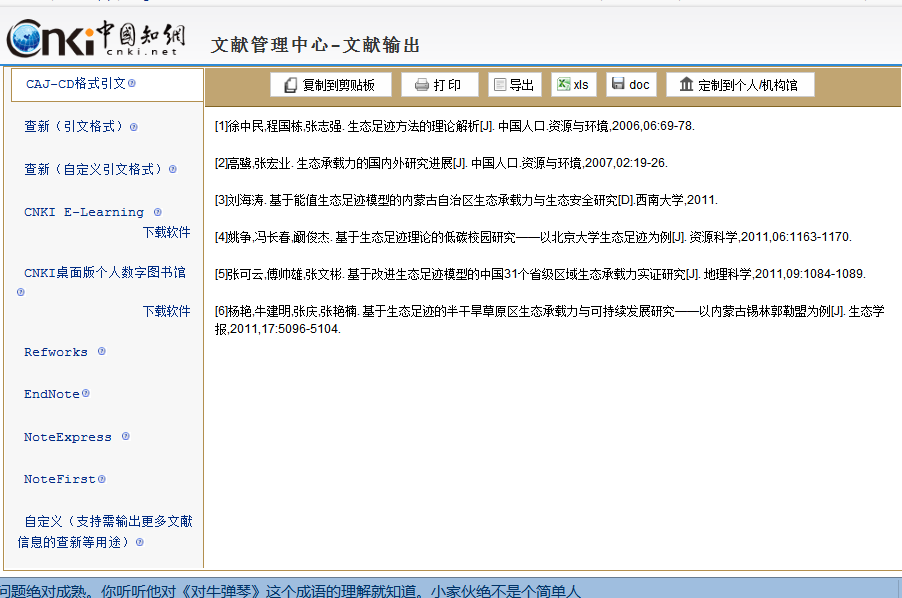 Cnki中国知網
cnki.net
文献管理中心-文献输出
CAJ-CD格式引文
查新（引文格式）
查新（自定义引文格式）
CNKI E-Learning
下载软件
CNKI桌面版个人数字图书馆
下载软件
Refworks
EndNote
NoteExpress
NoteFirst
自定义（支持需输出更多文献
信息的查新等用途）
复制到剪贴板 打印 导出 xls doc 定制到个人/机构馆
[1]徐中民,程国栋,张志强. 生态足迹方法的理论解析[J]. 中国人口.资源与环境,2006,06:69-78.
[2]高鹭,张宏业. 生态承载力的国内外研究进展[J]. 中国人口.资源与环境,2007,02:19-26.
[3]刘海涛. 基于能值生态足迹模型的内蒙古自治区生态承载力与生态安全研究[D].西南大学,2011.
[4]姚争,冯长春,阚俊杰. 基于生态足迹理论的低碳校园研究——以北京大学生态足迹为例[J]. 资源科学,2011,06:1163-1170.
[5]张可云,傅帅雄,张文彬. 基于改进生态足迹模型的中国31个省级区域生态承载力实证研究[J]. 地理科学,2011,09:1084-1089.
[6]杨艳,牛建明,张庆,张艳楠. 基于生态足迹的半干旱草原区生态承载力与可持续发展研究——以内蒙古锡林郭勒盟为例[J]. 生态学
报,2011,17:5096-5104.
问题绝对成熟。你听听他对《对牛弹琴》这个成语的理解就知道。小家伙绝不是个简单人